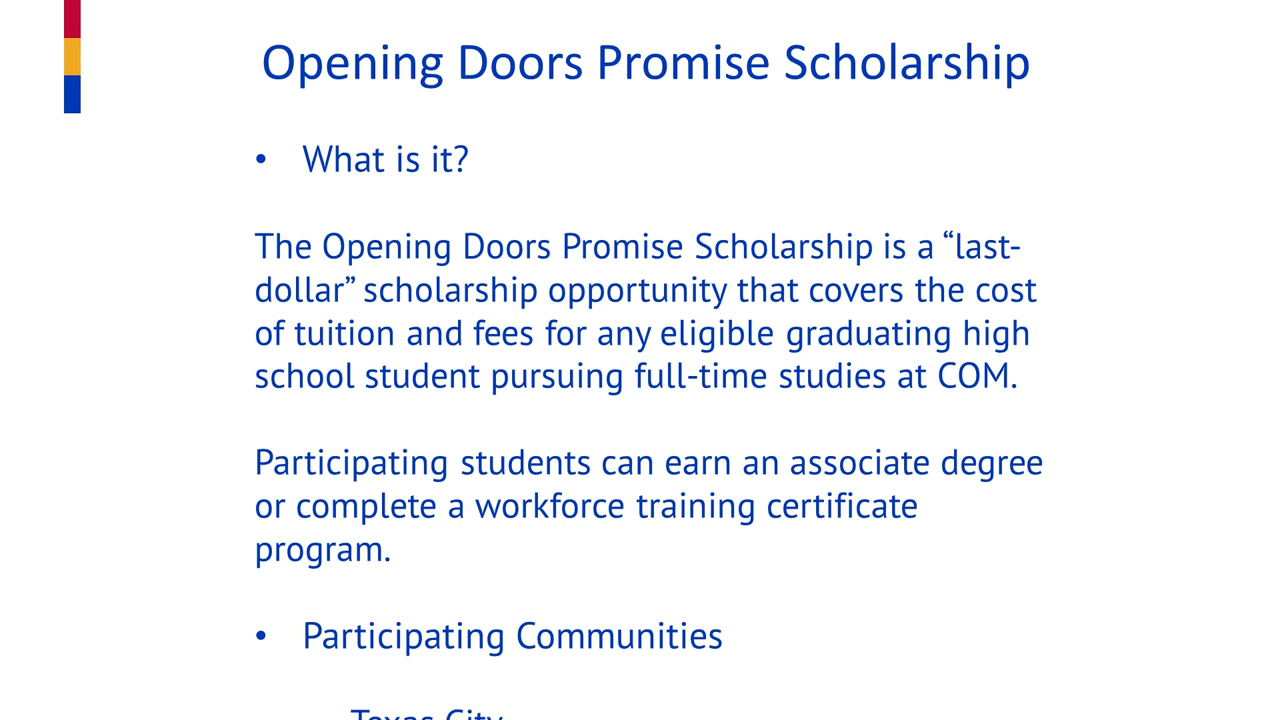 Opening Doors Promise Scholarship
• What is it?
The Opening Doors Promise Scholarship is a “last-
dollar” scholarship opportunity that covers the cost
of tuition and fees for any eligible graduating high
school student pursuing full-time studies at COM.
Participating students can earn an associate degree
or complete a workforce training certificate
program.
• Participating Communities
Texas City